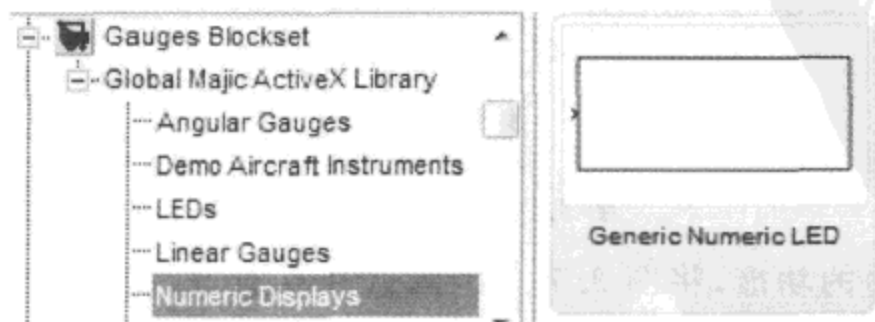 Gauges Blockset
Global Majic ActiveX Library
Angular Gauges
Demo Aircraft Instruments
LEDs
Linear Gauges
Numeric Displays
Generic Numeric LED